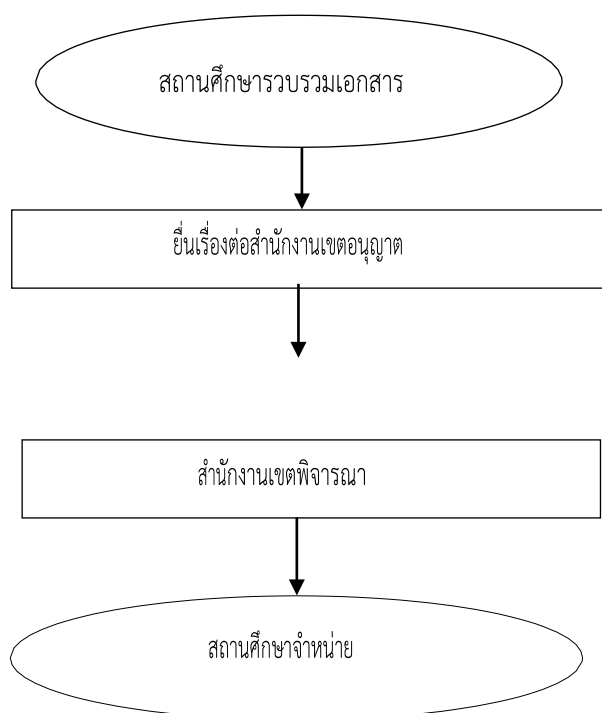 สถานศึกษารวบรวมเอกสาร
ยื่นเรื่องต่อสำนักงานเขตอนุญาต
สำนักงานเขตพิจารณา
สถานศึกษาจำหน่าย